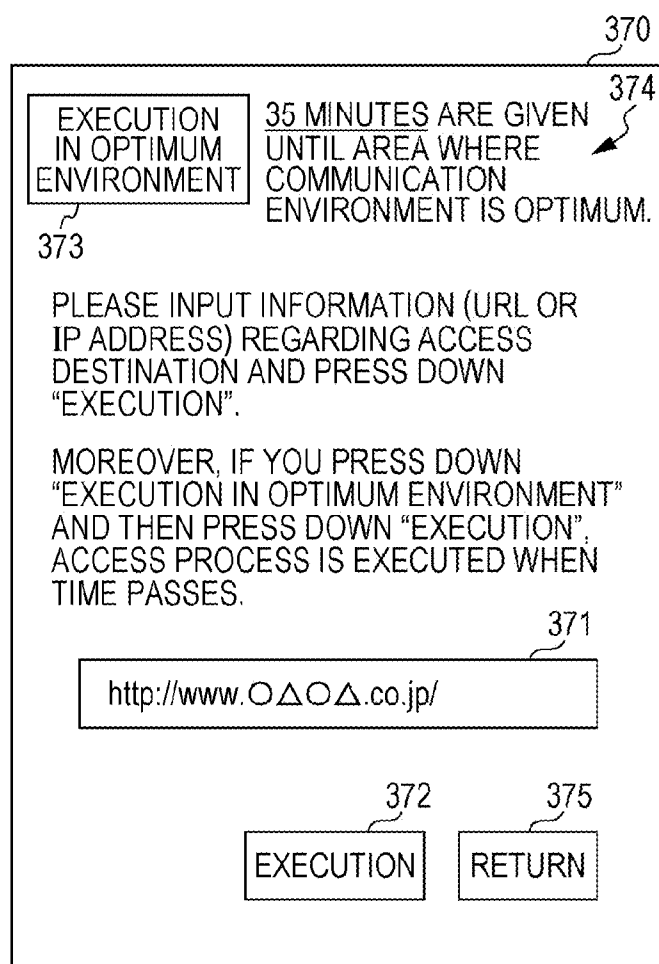 370
EXECUTION
IN OPTIMUM
ENVIRONMENT
373
35 MINUTES ARE GIVEN
UNTIL AREA WHERE
COMMUNICATION
ENVIRONMENT IS OPTIMUM.
374
PLEASE INPUT INFORMATION (URL OR
IP ADDRESS) REGARDING ACCESS
DESTINATION AND PRESS DOWN
“EXECUTION”.
MOREOVER, IF YOU PRESS DOWN
“EXECUTION IN OPTIMUM ENVIRONMENT”
AND THEN PRESS DOWN “EXECUTION”,
ACCESS PROCESS IS EXECUTED WHEN
TIME PASSES.
371
http://www.○△○△.co.jp/
372
EXECUTION
375
RETURN